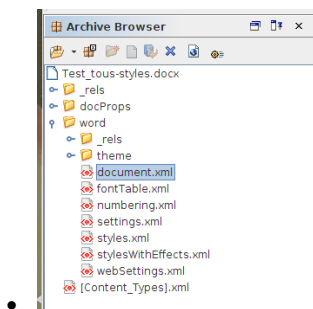 Archive Browser
Test_tous-styles.docx
_rels
docProps
word
_rels
theme
document.xml
fontTable.xml
numbering.xml
settings.xml
styles.xml
stylesWithEffects.xml
webSettings.xml
[Content_Types].xml